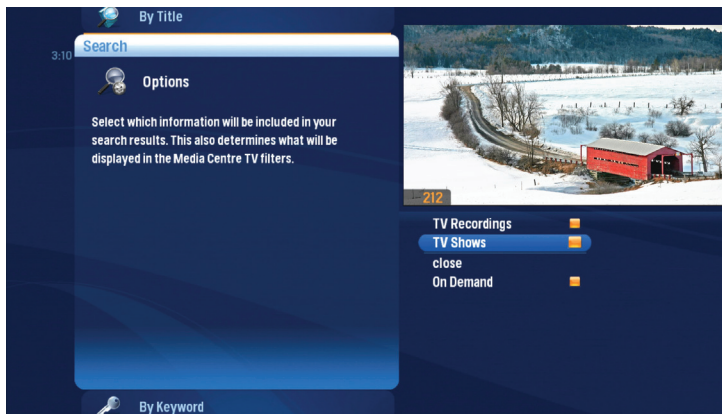 By Title
3:10
Search
Options
Select which information will be included in your
search results. This also determines what will be
displayed in the Media Centre TV filters.
212
TV Recordings
TV Shows
close
On Demand
By Keyword